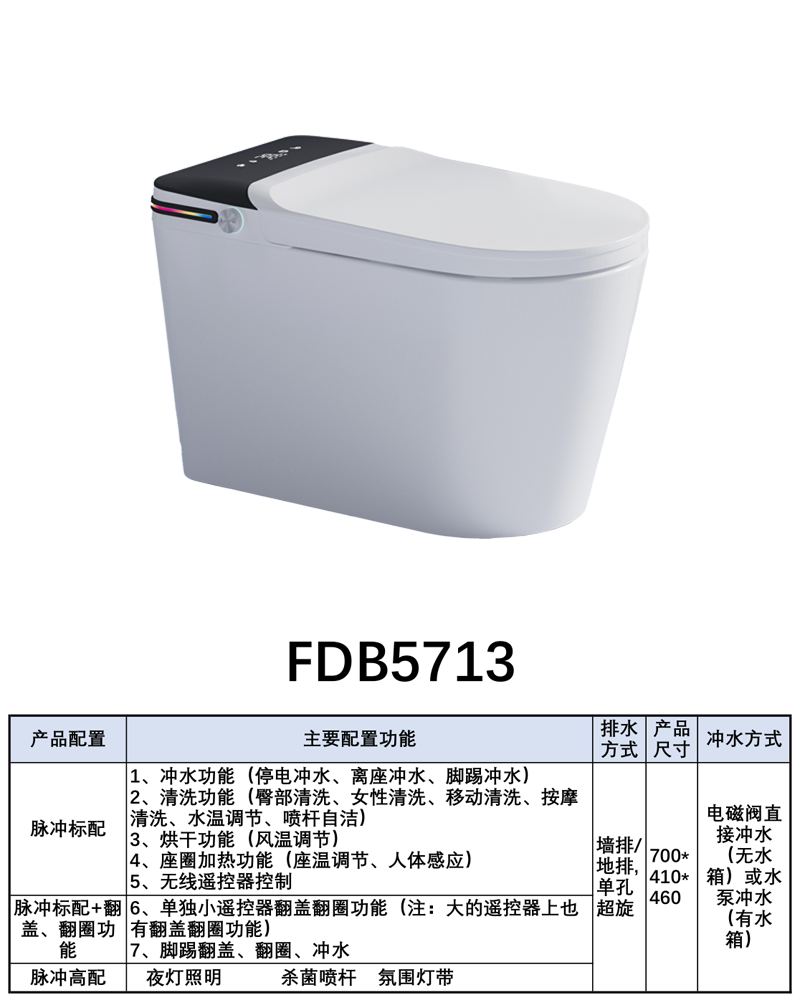 FDB5713
产品配置
主要配置功能
排水
方式
产品
尺寸
冲水方式
脉冲标配
1、冲水功能（停电冲水、离座冲水、脚踢冲水）
2、清洗功能（臀部清洗、女性清洗、移动清洗、按摩
清洗、水温调节、喷杆自洁）
3、烘干功能（风温调节）
4、座圈加热功能（座温调节、人体感应）
5、无线遥控器控制
墙排/
地排,
单孔
超旋
700*
410*
460
电磁阀直
接冲水
（无水
箱）或水
泵冲水
（有水
箱）
脉冲标配+翻
盖、翻圈功
能
6、单独小遥控器翻盖翻圈功能（注：大的遥控器上也
有翻盖翻圈功能）
7、脚踢翻盖、翻圈、冲水
脉冲高配
夜灯照明 杀菌喷杆 氛围灯带